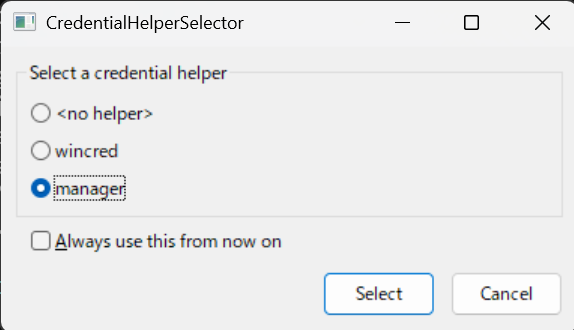 CredentialHelperSelector
Select a credential helper
<no helper>
wincred
manager
Always use this from now on
Select
Cancel